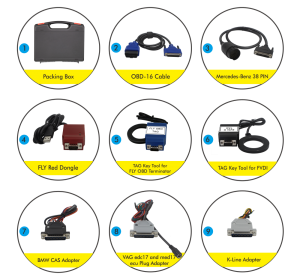 1
Packing Box
2
OBD-16 Cable
3
Mercedes-Benz 38 PIN
4
FLY Red Dongle
5
TAG Key Tool for
FLY OBD Terminator
6
TAG Key Tool for FVDI
7
BMW CAS Adapter
8
VAG edc17 and med17
ecu Plug Adapter
9
K-Line Adapter